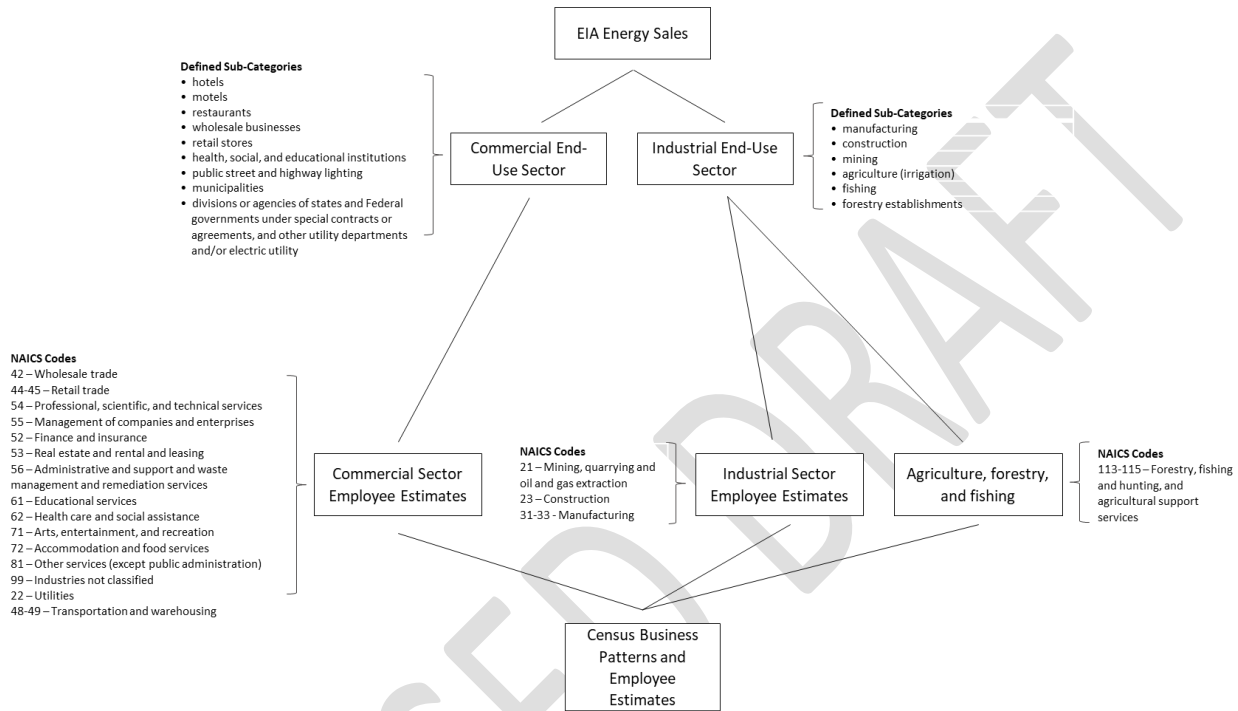 EIA Energy Sales
Defined Sub-Categories
• hotels
• motels
• restaurants
• wholesale businesses
• retail stores
• health, social, and educational institutions
• public street and highway lighting
• municipalities
• divisions or agencies of states and Federal
governments under special contracts or
agreements, and other utility departments
and/or electric utility
Commercial End-
Use Sector
Industrial End-Use
Sector
Defined Sub-Categories
• manufacturing
• construction
• mining
• agriculture (irrigation)
• fishing
• forestry establishments
NAICS Codes
42 – Wholesale trade
44-45 – Retail trade
54 – Professional, scientific, and technical services
55 – Management of companies and enterprises
52 – Finance and insurance
53 – Real estate and rental and leasing
56 – Administrative and support and waste
management and remediation services
61 – Educational services
62 – Health care and social assistance
71 – Arts, entertainment, and recreation
72 – Accommodation and food services
81 – Other services (except public administration)
99 – Industries not classified
22 – Utilities
48-49 – Transportation and warehousing
Commercial Sector
Employee Estimates
NAICS Codes
21 – Mining, quarrying and
oil and gas extraction
23 – Construction
31-33 - Manufacturing
Industrial Sector
Employee Estimates
Agriculture, forestry,
and fishing
NAICS Codes
113-115 – Forestry, fishing
and hunting, and
agricultural support
services
Census Business
Patterns and
Employee
Estimates
SED DRAFT